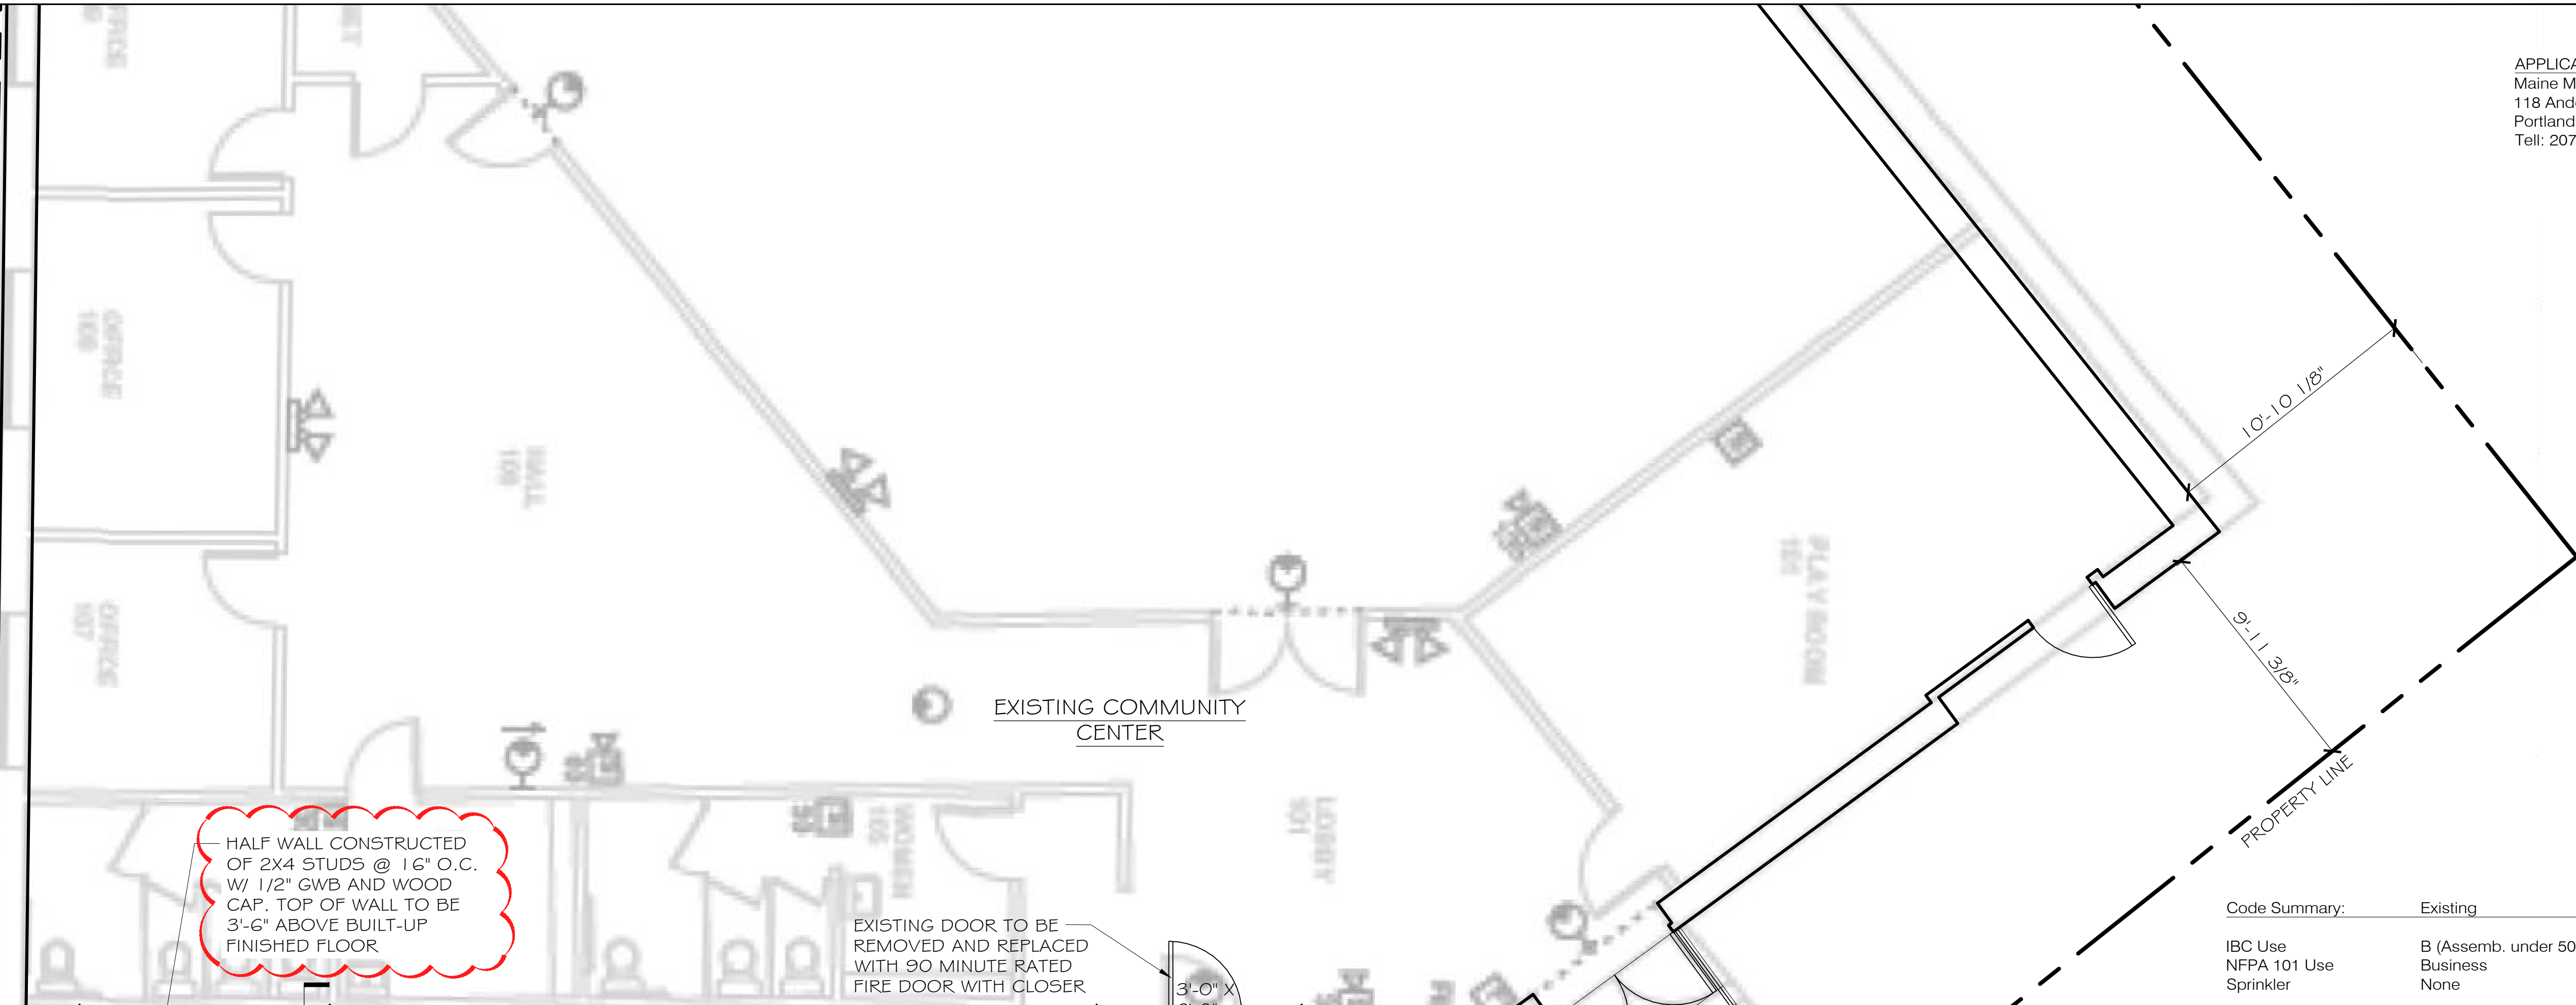 APPLICA
Maine M
118 And
Portland
Tell: 207
OFFICE
108
HALL
OFFICE
107
PLAY ROOM
10'-10 1/8"
9'-11 3/8"
PROPERTY LINE
EXISTING COMMUNITY
CENTER
WOMEN
105
LOBBY
101
HALF WALL CONSTRUCTED
OF 2X4 STUDS @ 16" O.C.
W/ 1/2" GWB AND WOOD
CAP. TOP OF WALL TO BE
3'-6" ABOVE BUILT-UP
FINISHED FLOOR
EXISTING DOOR TO BE
REMOVED AND REPLACED
WITH 90 MINUTE RATED
FIRE DOOR WITH CLOSER
3'-0" X
Code Summary: Existing
IBC Use B (Assemb. under 50
NFPA 101 Use Business
Sprinkler None